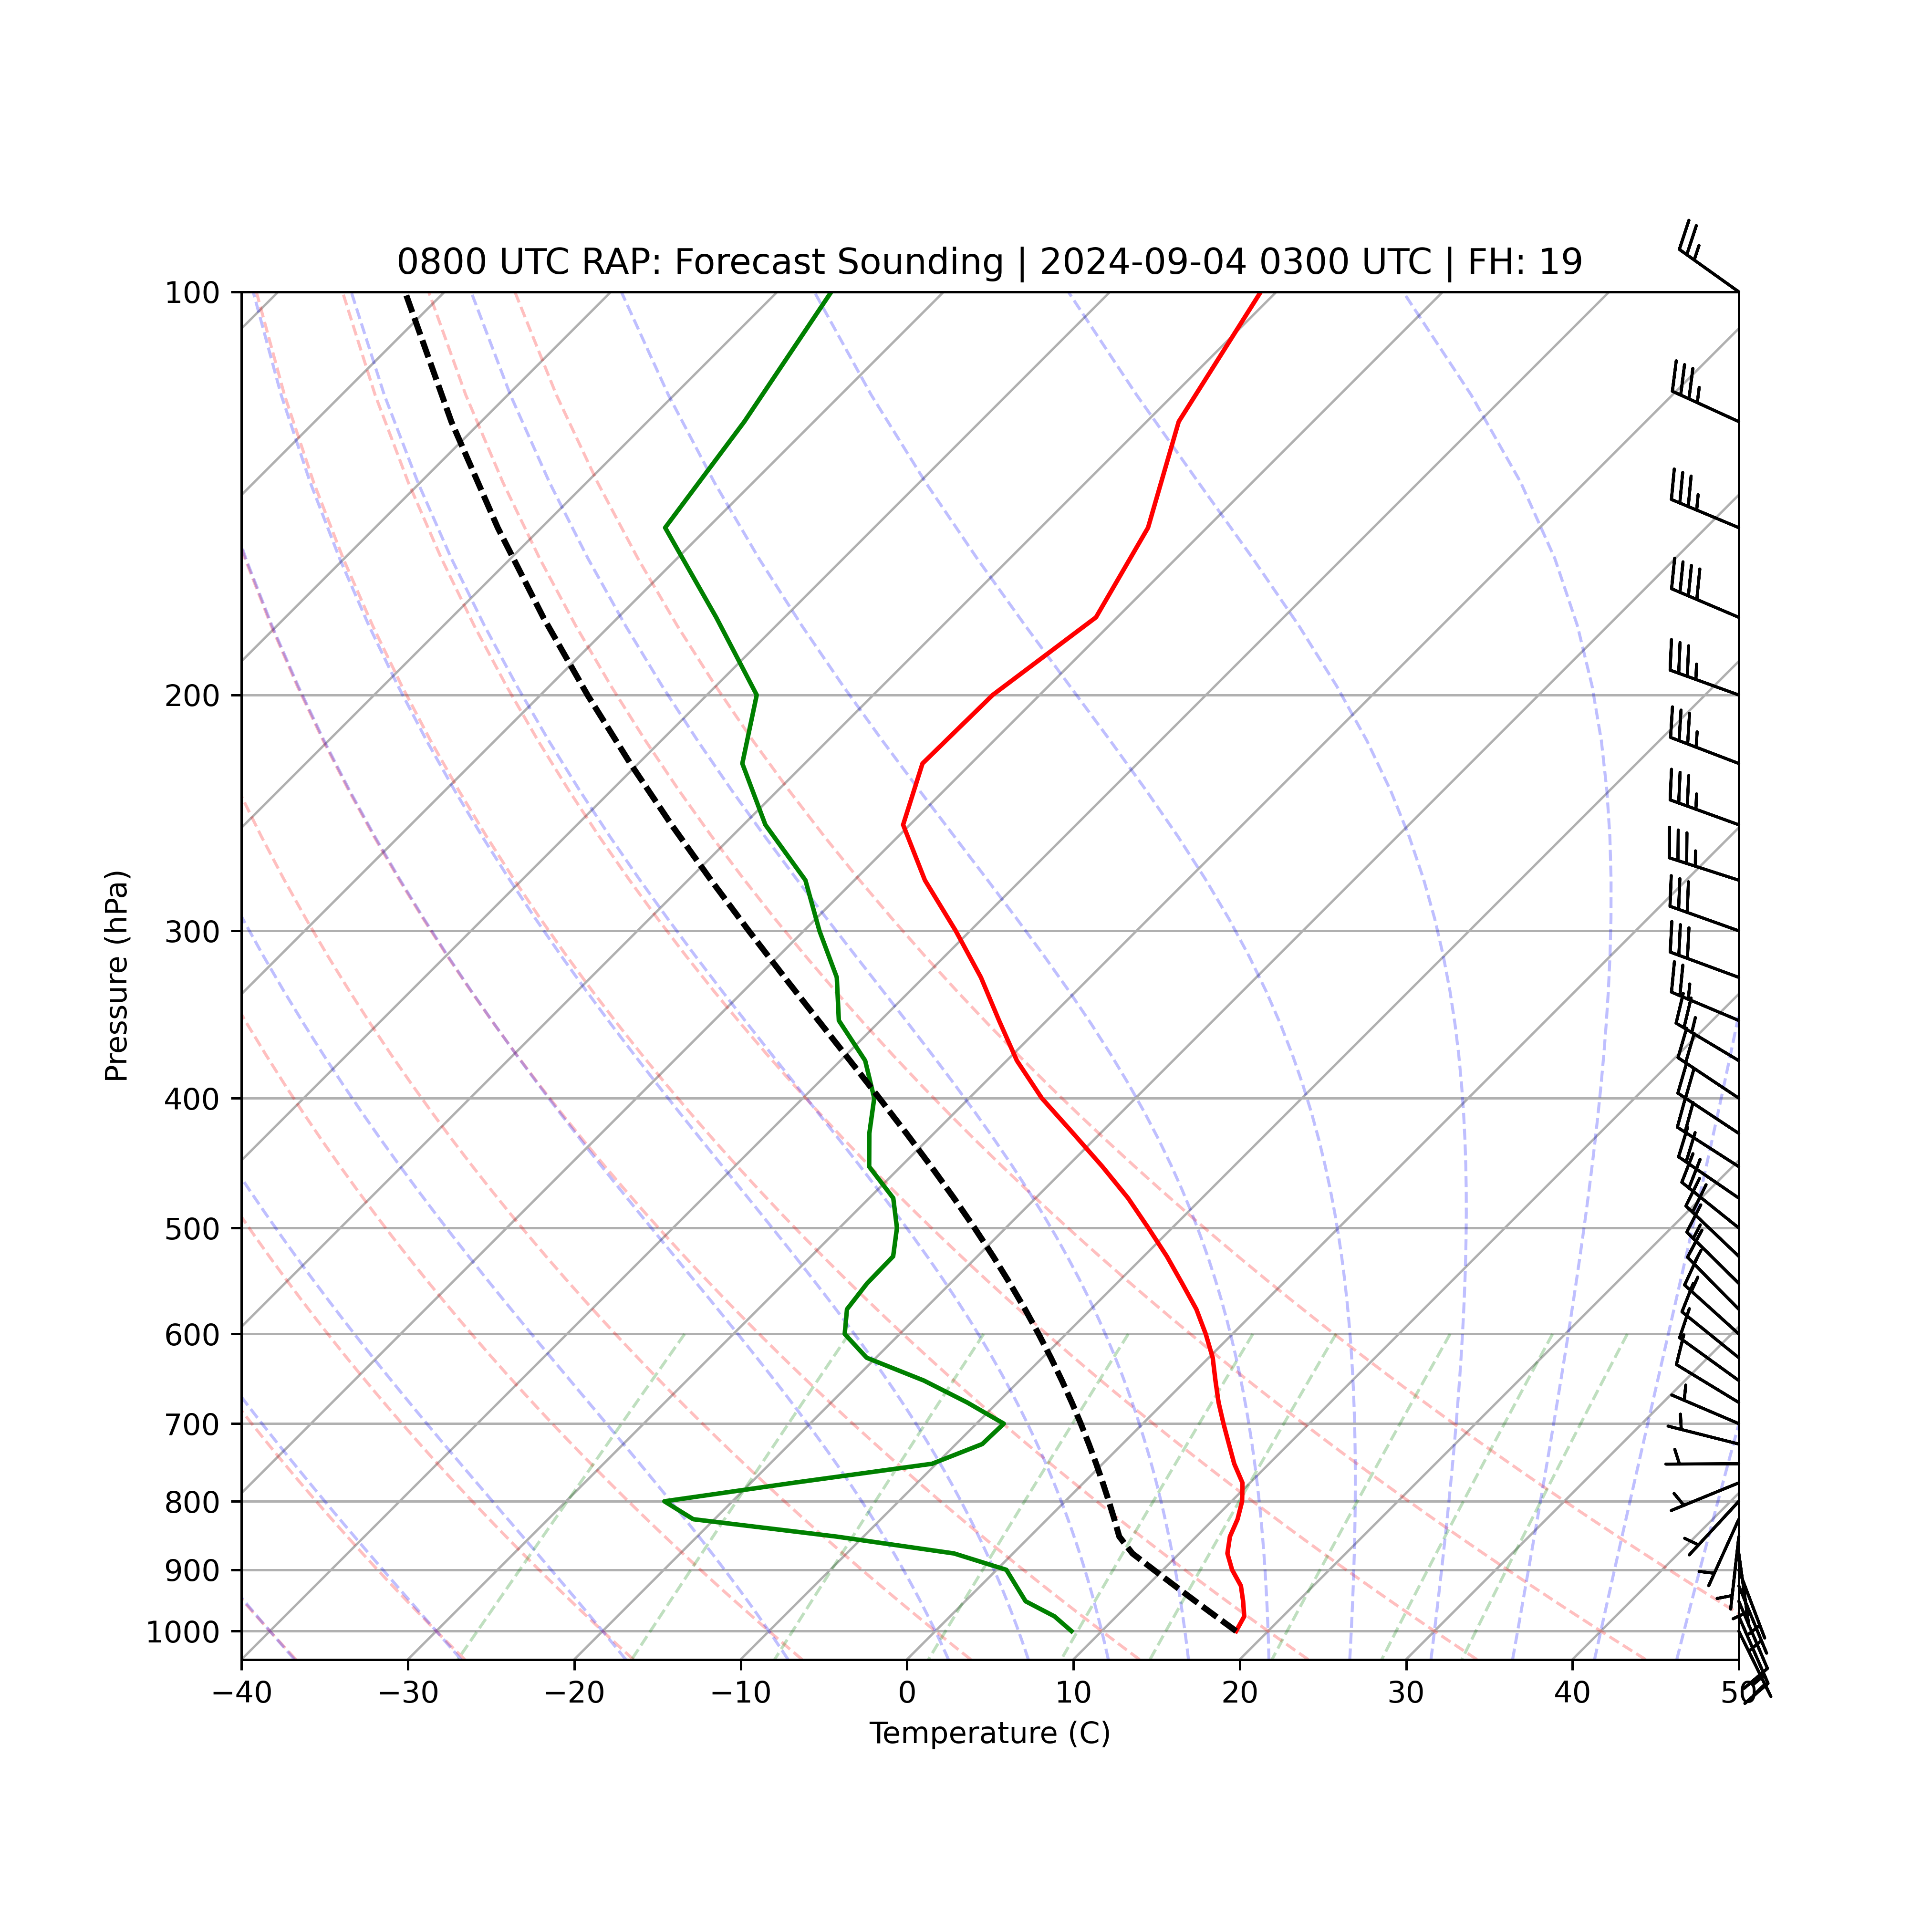 0800 UTC RAP: Forecast Sounding | 2024-09-04 0300 UTC | FH: 19
100
200
300
400
500
600
700
800
900
1000
Pressure (hPa)
−40 −30 −20 −10 0 10 20 30 40 50
Temperature (C)